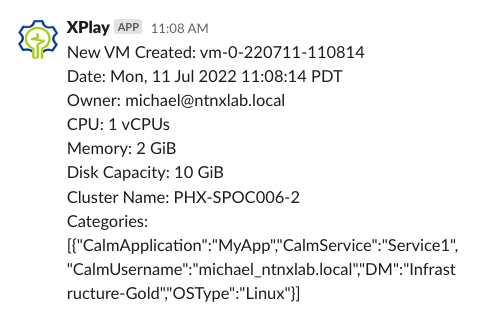 XPlay APP 11:08 AM
New VM Created: vm-0-220711-110814
Date: Mon, 11 Jul 2022 11:08:14 PDT
Owner: michael@ntnxlab.local
CPU: 1 vCPUs
Memory: 2 GiB
Disk Capacity: 10 GiB
Cluster Name: PHX-SPOC006-2
Categories:
[{"CalmApplication":"MyApp","CalmService":"Service1",
"CalmUsername":"michael_ntnxlab.local","DM":"Infrast
ructure-Gold","OSType":"Linux"}]